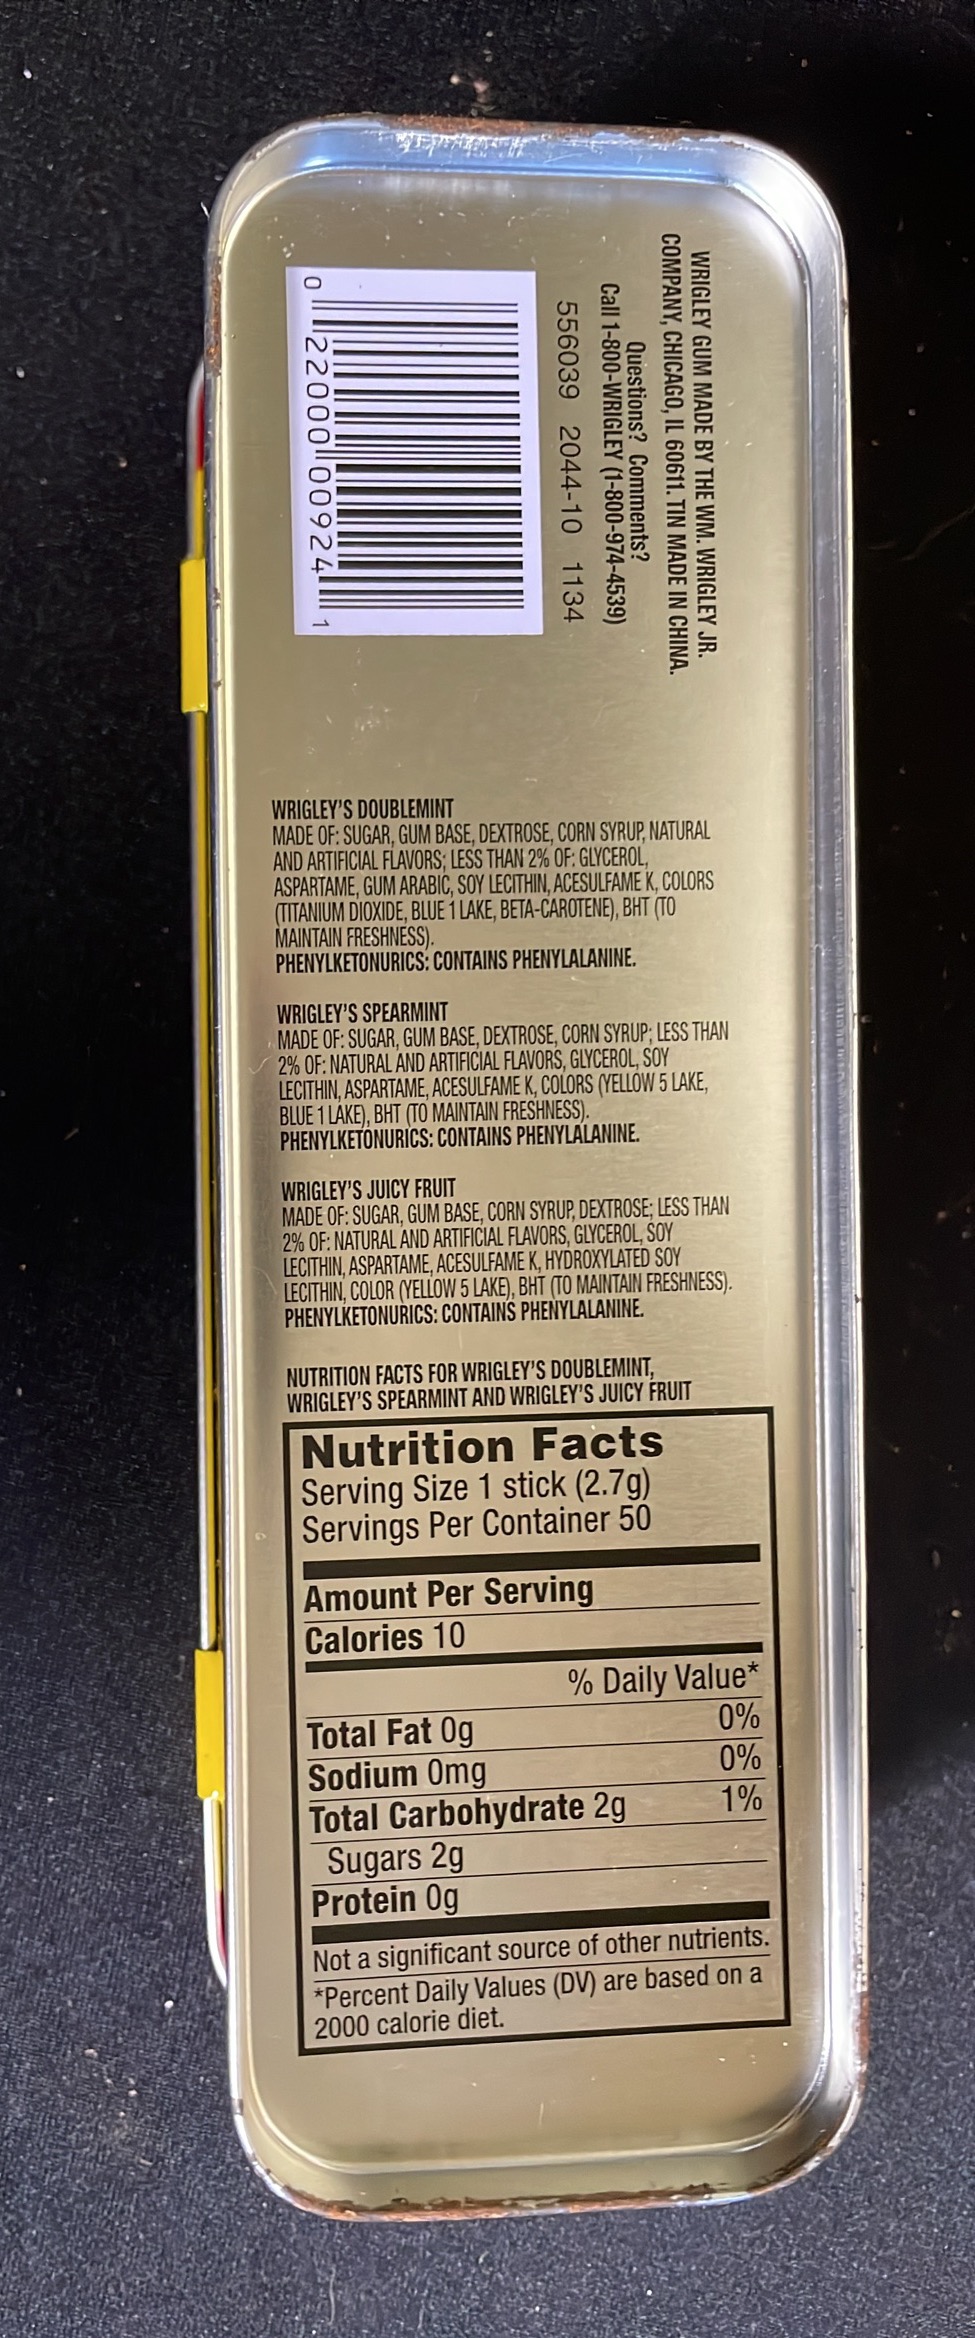 WRIGLEY GUM MADE BY THE WM. WRIGLEY JR.
COMPANY, CHICAGO, IL 60611. TIN MADE IN CHINA.
Questions? Comments?
Call 1-800-WRIGLEY (1-800-974-4539)
556039 2044-10 1134
0 22000 00924 1
WRIGLEY'S DOUBLEMINT
MADE OF: SUGAR, GUM BASE, DEXTROSE, CORN SYRUP, NATURAL
AND ARTIFICIAL FLAVORS; LESS THAN 2% OF: GLYCEROL,
ASPARTAME, GUM ARABIC, SOY LECITHIN, ACESULFAME K, COLORS
(TITANIUM DIOXIDE, BLUE 1 LAKE, BETA-CAROTENE), BHT (TO
MAINTAIN FRESHNESS).
PHENYLKETONURICS: CONTAINS PHENYLALANINE.
WRIGLEY'S SPEARMINT
MADE OF: SUGAR, GUM BASE, DEXTROSE, CORN SYRUP; LESS THAN
2% OF: NATURAL AND ARTIFICIAL FLAVORS, GLYCEROL, SOY
LECITHIN, ASPARTAME, ACESULFAME K, COLORS (YELLOW 5 LAKE,
BLUE 1 LAKE), BHT (TO MAINTAIN FRESHNESS).
PHENYLKETONURICS: CONTAINS PHENYLALANINE.
WRIGLEY'S JUICY FRUIT
MADE OF: SUGAR, GUM BASE, CORN SYRUP, DEXTROSE; LESS THAN
2% OF: NATURAL AND ARTIFICIAL FLAVORS, GLYCEROL, SOY
LECITHIN, ASPARTAME, ACESULFAME K, HYDROXYLATED SOY
LECITHIN, COLOR (YELLOW 5 LAKE), BHT (TO MAINTAIN FRESHNESS).
PHENYLKETONURICS: CONTAINS PHENYLALANINE.
NUTRITION FACTS FOR WRIGLEY'S DOUBLEMINT,
WRIGLEY'S SPEARMINT AND WRIGLEY'S JUICY FRUIT
Nutrition Facts
Serving Size 1 stick (2.7g)
Servings Per Container 50
Amount Per Serving
Calories 10
% Daily Value*
Total Fat 0g 0%
Sodium 0mg 0%
Total Carbohydrate 2g 1%
Sugars 2g
Protein 0g
Not a significant source of other nutrients.
*Percent Daily Values (DV) are based on a
2000 calorie diet.